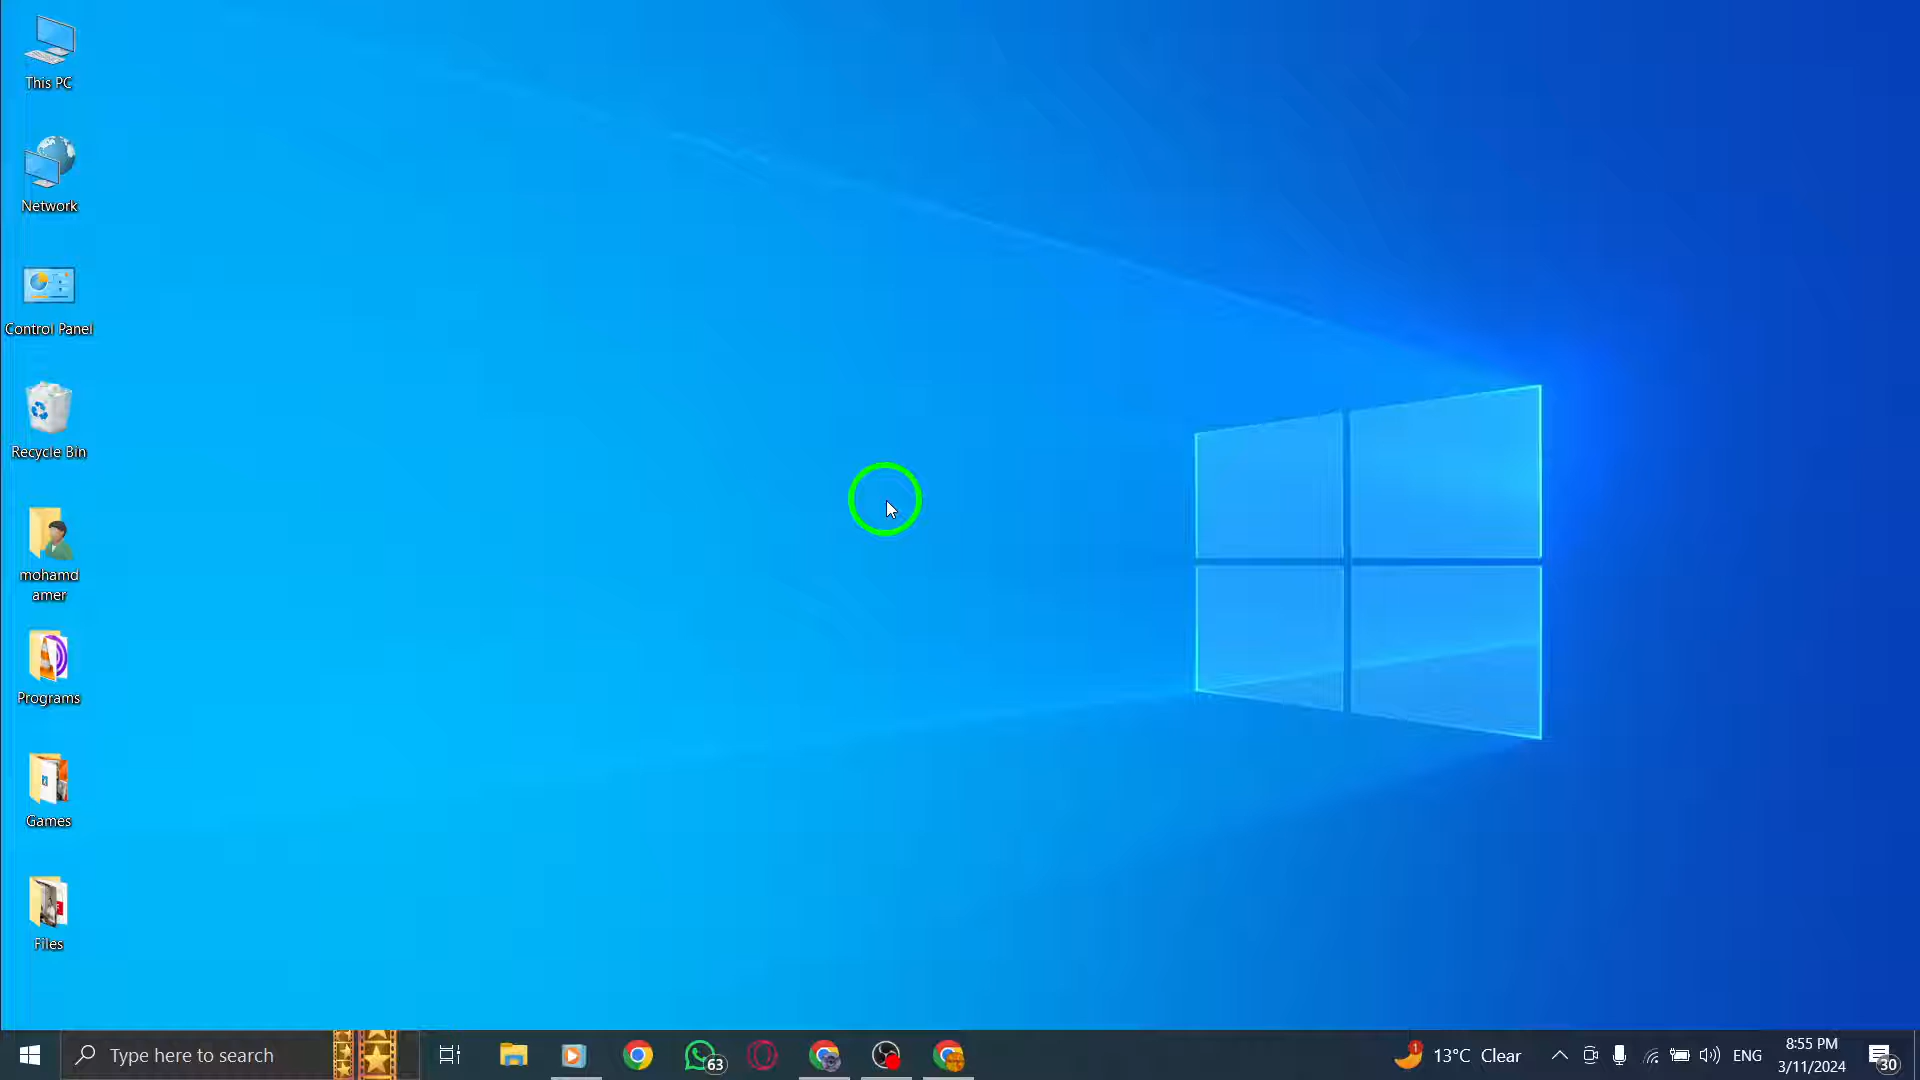 This PC
Network
Control Panel
Recycle Bin
mohamd
amer
Programs
Games
Files
Type here to search
63
1
13°C Clear
ENG
8:55 PM
3/11/2024
30